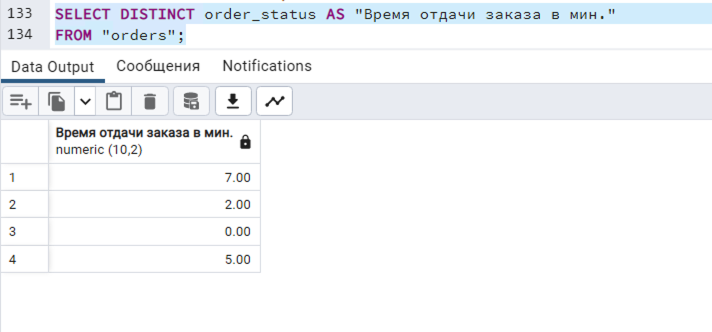 133 SELECT DISTINCT order_status AS "Время отдачи заказа в мин."
134 FROM "orders";
Data Output Сообщения Notifications
Время отдачи заказа в мин.
numeric (10,2)
1 7.00
2 2.00
3 0.00
4 5.00